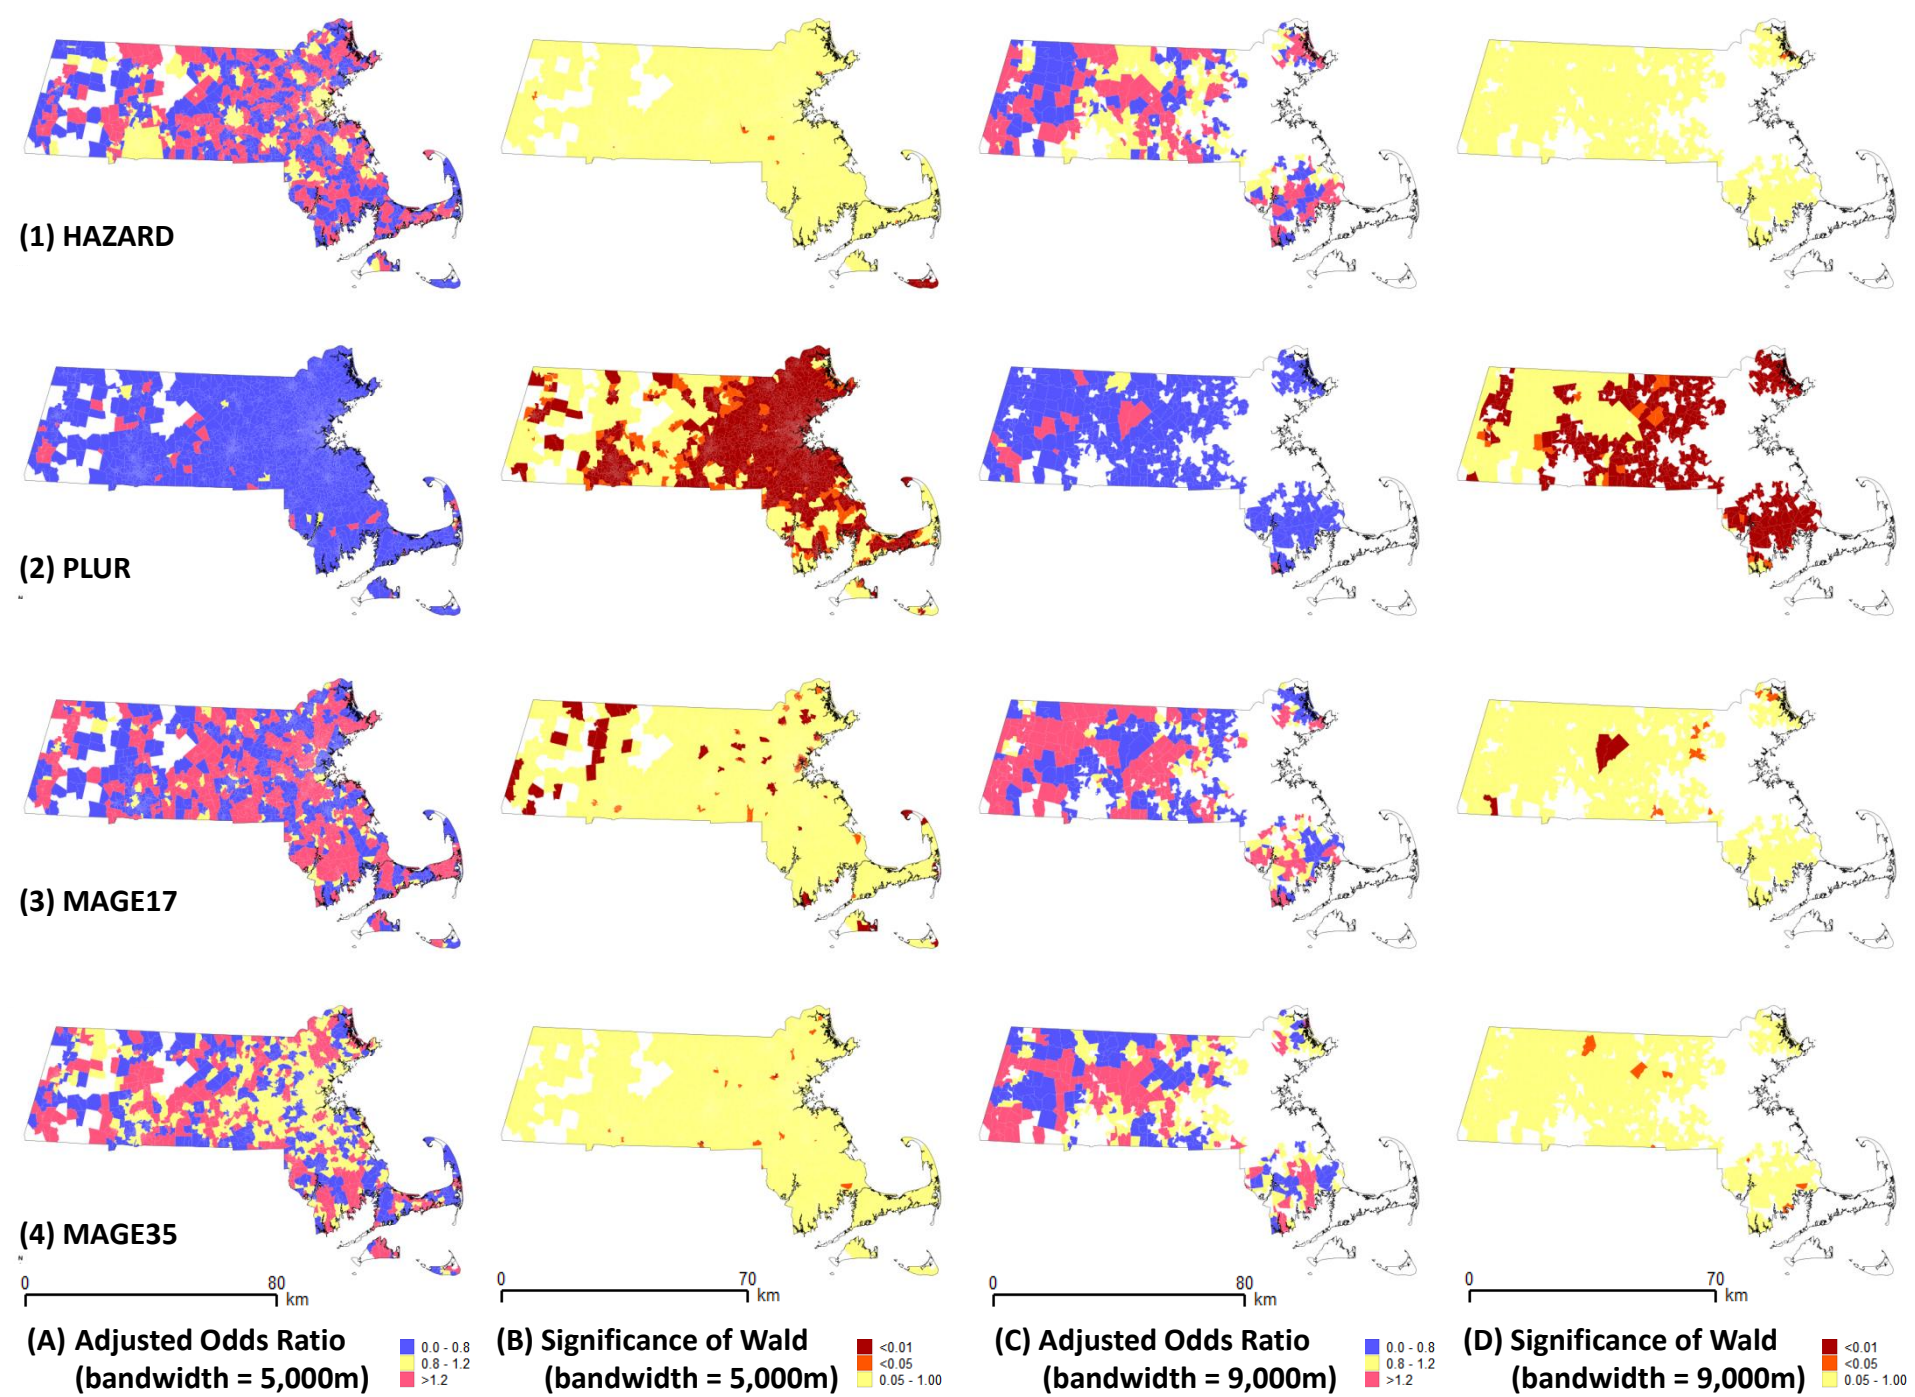 (1) HAZARD
(2) PLUR
(3) MAGE17
(4) MAGE35
0 80 km
0 70 km
0 80 km
0 70 km
(A) Adjusted Odds Ratio
(bandwidth = 5,000m)
0.0 - 0.8
0.8 - 1.2
>1.2
(B) Significance of Wald
(bandwidth = 5,000m)
<0.01
<0.05
0.05 - 1.00
(C) Adjusted Odds Ratio
(bandwidth = 9,000m)
0.0 - 0.8
0.8 - 1.2
>1.2
(D) Significance of Wald
(bandwidth = 9,000m)
<0.01
<0.05
0.05 - 1.00